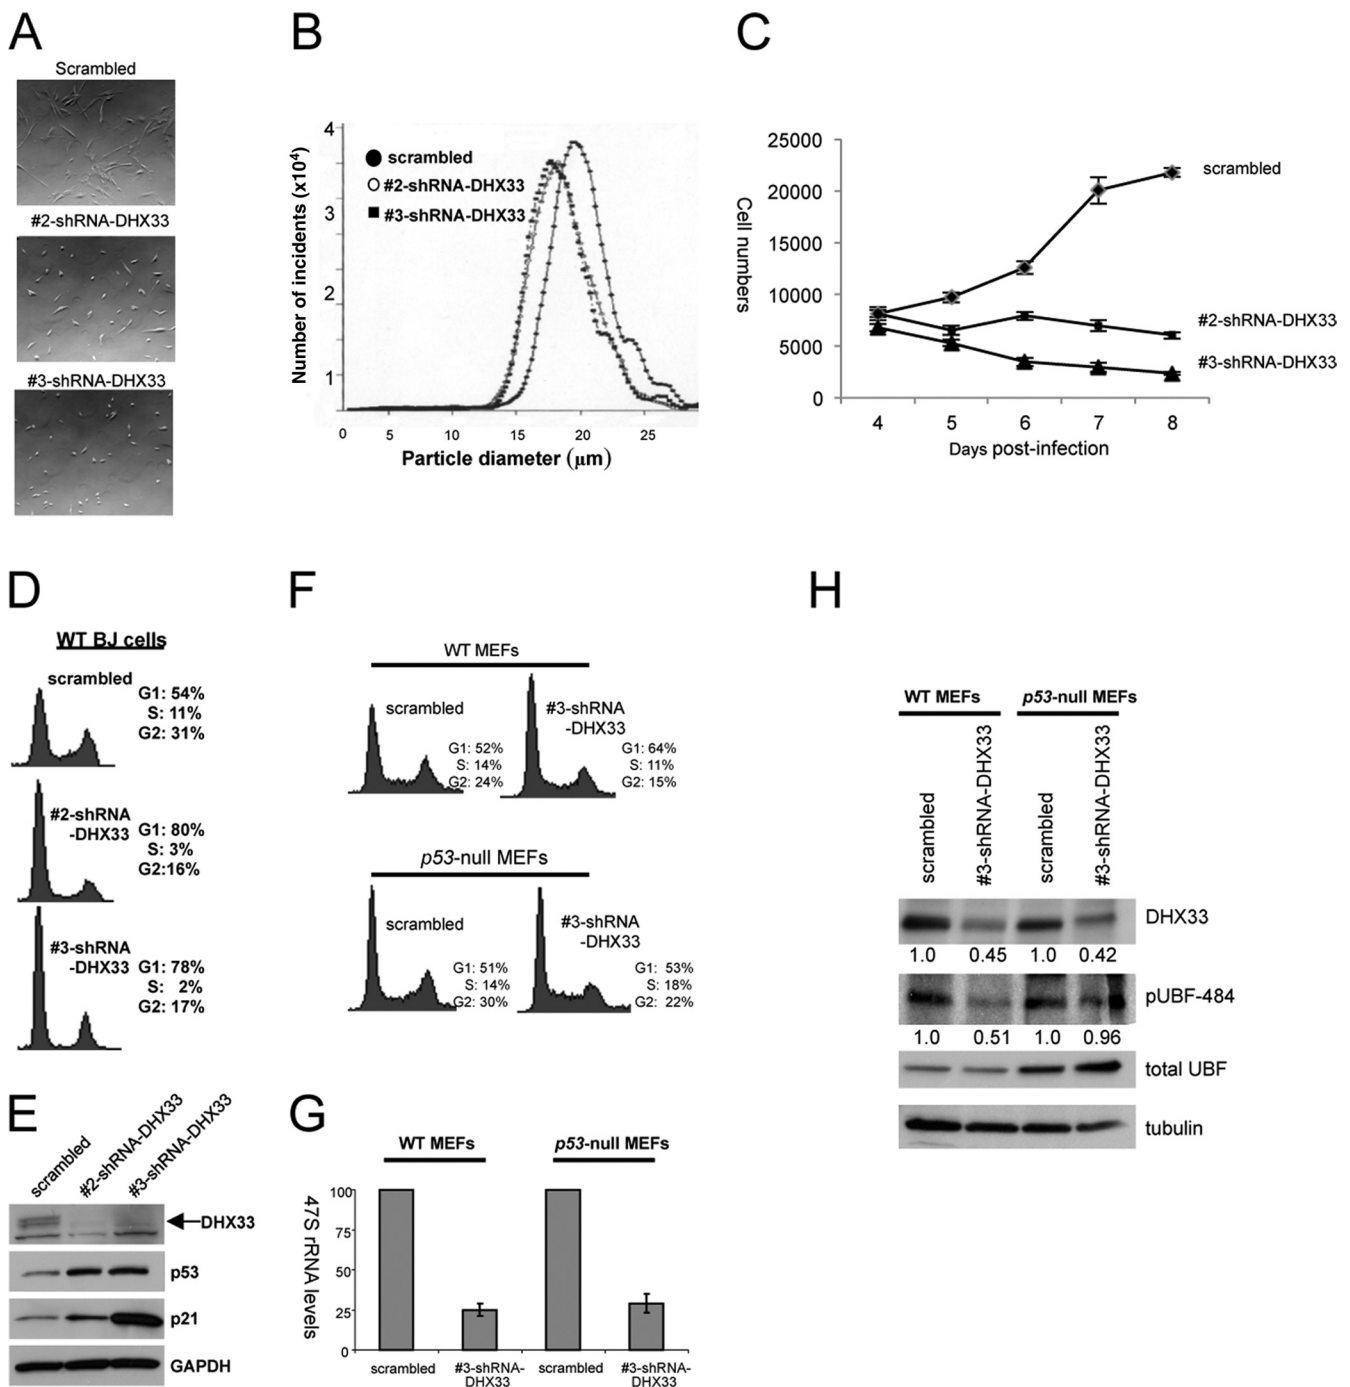 A
Scrambled
#2-shRNA-DHX33
#3-shRNA-DHX33
B
4
3
2
1
Number of incidents (x10⁴)
scrambled
#2-shRNA-DHX33
#3-shRNA-DHX33
0 5 10 15 20 25
Particle diameter (μm)
C
25000
20000
15000
10000
5000
0
Cell numbers
scrambled
#2-shRNA-DHX33
#3-shRNA-DHX33
4 5 6 7 8
Days post-infection
D
WT BJ cells
scrambled
G1: 54%
S: 11%
G2: 31%
#2-shRNA
-DHX33
G1: 80%
S: 3%
G2:16%
#3-shRNA
-DHX33
G1: 78%
S: 2%
G2: 17%
E
scrambled
#2-shRNA-DHX33
#3-shRNA-DHX33
DHX33
p53
p21
GAPDH
F
WT MEFs
scrambled
G1: 52%
S: 14%
G2: 24%
#3-shRNA
-DHX33
G1: 64%
S: 11%
G2: 15%
p53-null MEFs
scrambled
G1: 51%
S: 14%
G2: 30%
#3-shRNA
-DHX33
G1: 53%
S: 18%
G2: 22%
G
WT MEFs
p53-null MEFs
47S rRNA levels
100
75
50
25
0
scrambled
#3-shRNA-
DHX33
scrambled
#3-shRNA-
DHX33
H
WT MEFs
p53-null MEFs
scrambled
#3-shRNA-DHX33
scrambled
#3-shRNA-DHX33
DHX33
1.0 0.45 1.0 0.42
pUBF-484
1.0 0.51 1.0 0.96
total UBF
tubulin